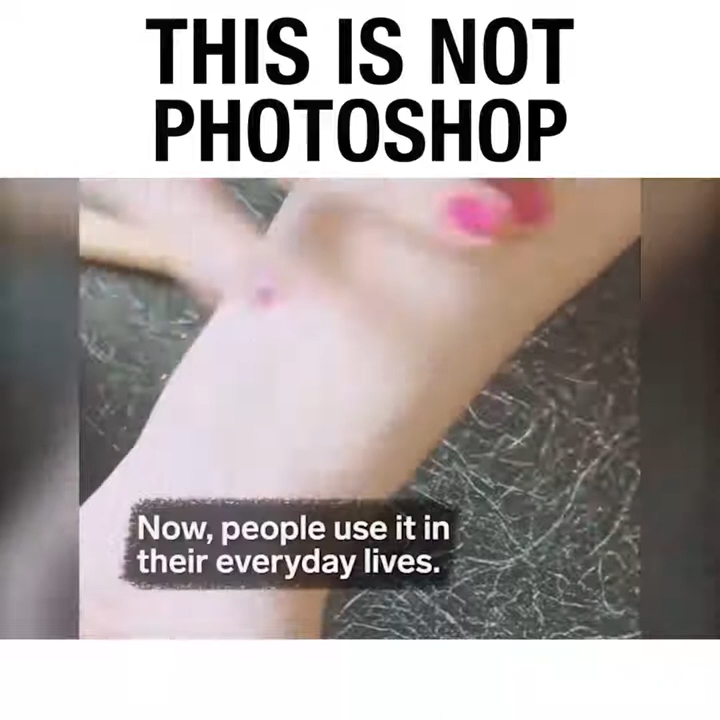 THIS IS NOT
PHOTOSHOP
Now, people use it in
their everyday lives.